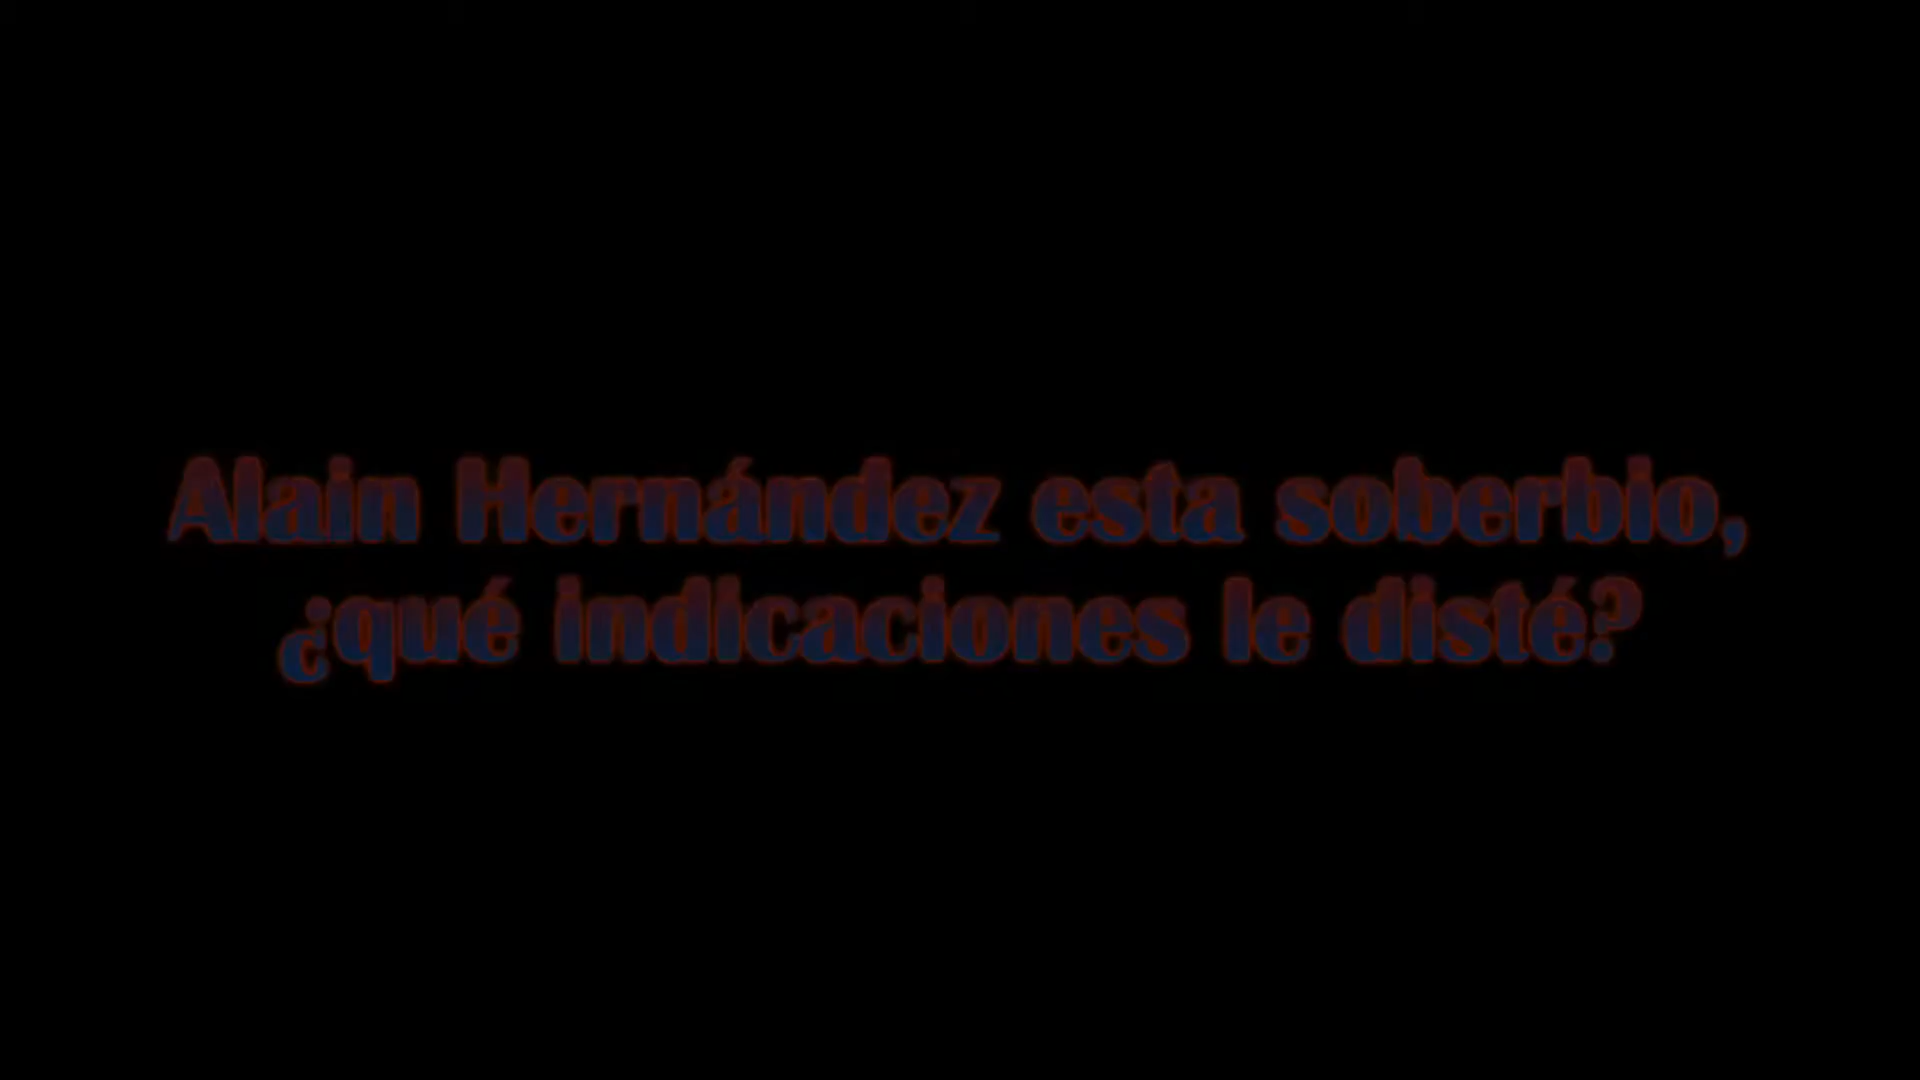 Alain Hernández esta soberbio,
¿qué indicaciones le disté?